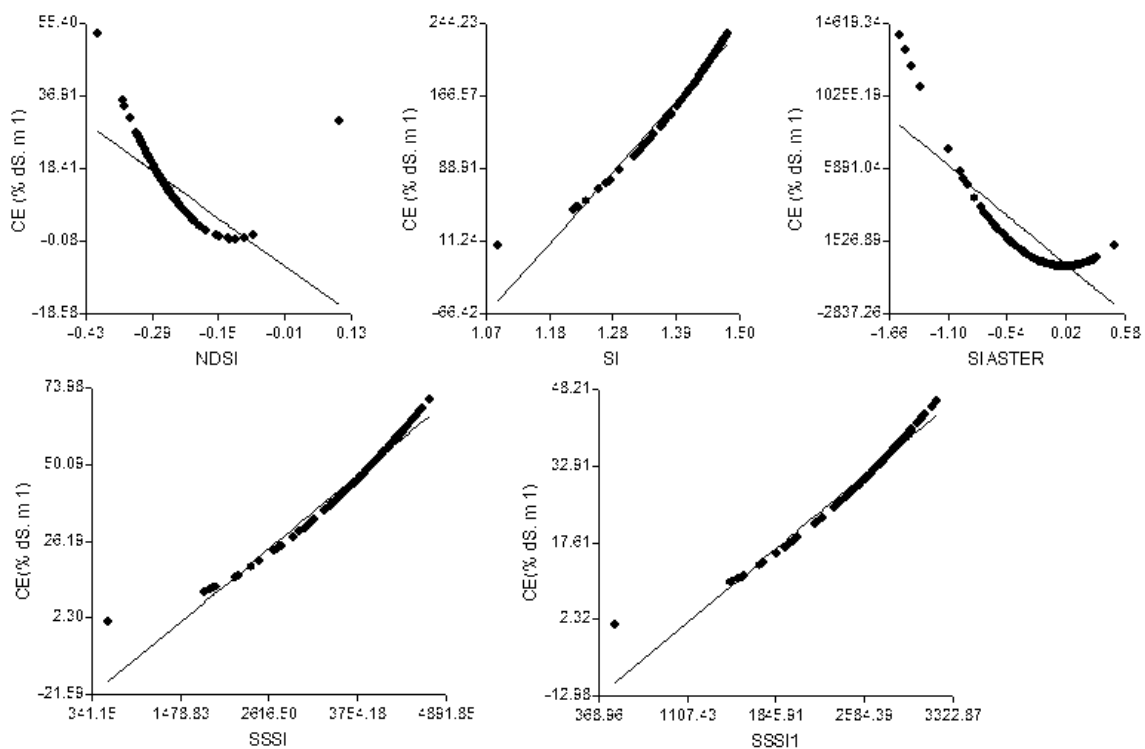 55.40
36.91
18.41
-0.08
-18.58
CE (% dS. m 1)
-0.43 -0.29 -0.15 -0.01 0.13
NDSI
244.23
166.57
88.91
11.24
-66.42
CE (% dS. m 1)
1.07 1.18 1.28 1.39 1.50
SI
14619.34
10255.19
5891.04
1526.89
-2837.26
CE (% dS. m 1)
-1.66 -1.10 -0.54 0.02 0.58
SI ASTER
73.98
50.09
26.19
2.30
-21.59
CE(% dS. m 1)
341.15 1478.83 2616.50 3754.18 4891.85
SSSI
48.21
32.91
17.61
2.32
-12.98
CE(% dS. m 1)
368.96 1107.43 1845.91 2584.39 3322.87
SSSI1